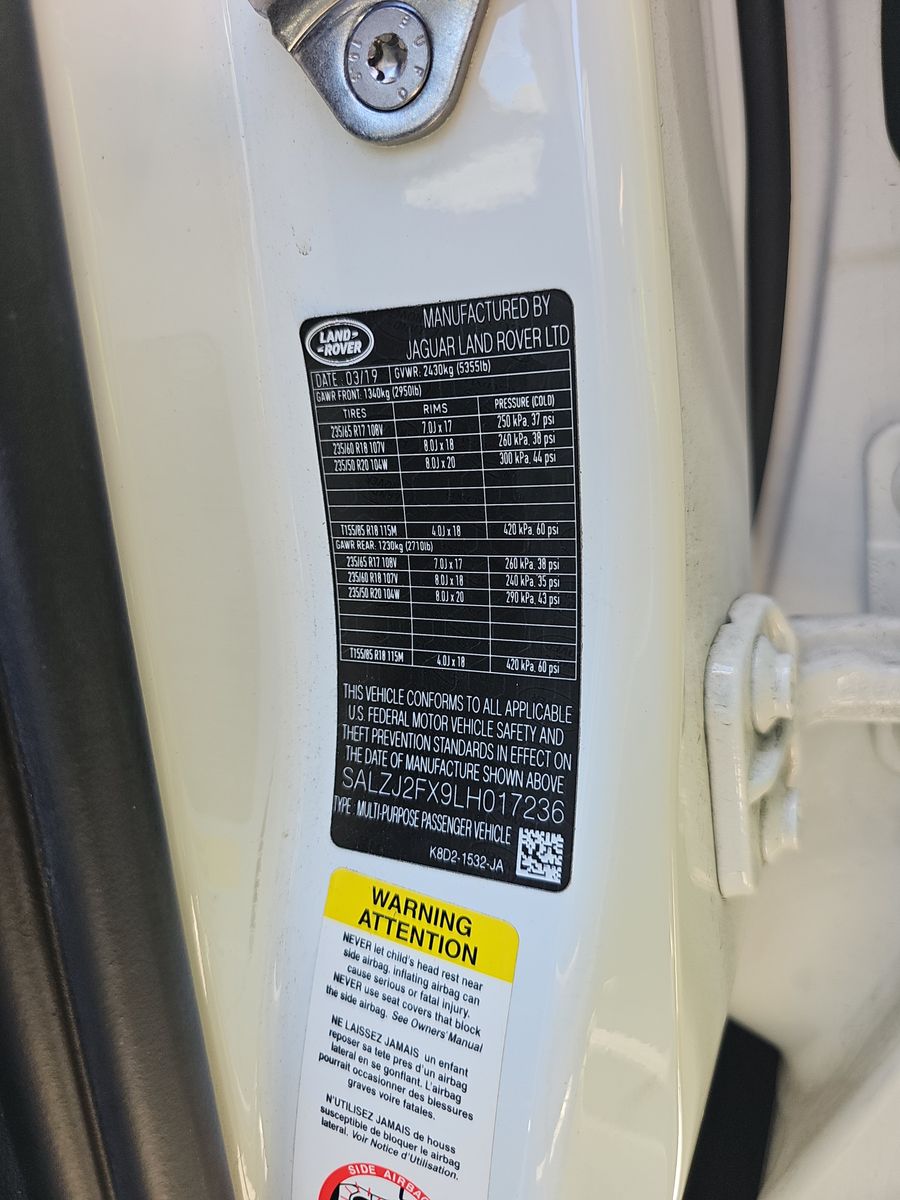 LAND-
-ROVER
MANUFACTURED BY
JAGUAR LAND ROVER LTD
DATE : 03/19 GVWR: 2430kg (5355lb)
GAWR FRONT: 1340kg (2950lb)
TIRES RIMS PRESSURE (COLD)
235/65 R17 108V 7.0J x 17 250 kPa, 37 psi
235/60 R18 107V 8.0J x 18 260 kPa, 38 psi
235/50 R20 104W 8.0J x 20 300 kPa, 44 psi
T155/85 R18 115M 4.0J x 18 420 kPa, 60 psi
GAWR REAR: 1230kg (2710lb)
235/65 R17 108V 7.0J x 17 260 kPa, 38 psi
235/60 R18 107V 8.0J x 18 240 kPa, 35 psi
235/50 R20 104W 8.0J x 20 290 kPa, 43 psi
T155/85 R18 115M 4.0J x 18 420 kPa, 60 psi
THIS VEHICLE CONFORMS TO ALL APPLICABLE
U.S. FEDERAL MOTOR VEHICLE SAFETY AND
THEFT PREVENTION STANDARDS IN EFFECT ON
THE DATE OF MANUFACTURE SHOWN ABOVE
SALZJ2FX9LH017236
TYPE : MULTI-PURPOSE PASSENGER VEHICLE
K8D2-1532-JA
WARNING
ATTENTION
NEVER let child's head rest near
side airbag, inflating airbag can
cause serious or fatal injury.
NEVER use seat covers that block
the side airbag. See Owners' Manual
NE LAISSEZ JAMAIS un enfant
reposer sa tete pres d'un airbag
lateral en se gonflant. L'airbag
pourrait occasionner des blessures
graves voire fatales.
N'UTILISEZ JAMAIS de houss
susceptible de bloquer le airbag
lateral. Voir Notice d'Utilisation.
SIDE AIRBAG